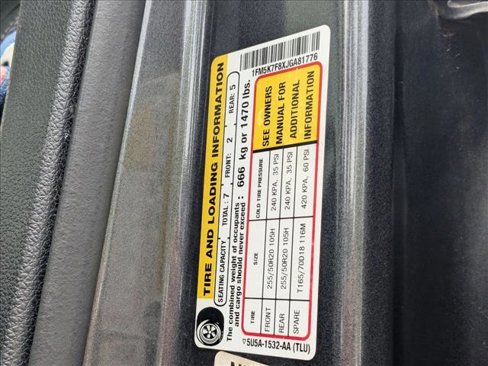 1FM5K7F8XJGA81776
TIRE AND LOADING INFORMATION
SEATING CAPACITY TOTAL: 7 FRONT: 2 REAR: 5
The combined weight of occupants
and cargo should never exceed : 666 kg or 1470 lbs.
TIRE SIZE COLD TIRE PRESSURE
FRONT 255/50R20 105H 240 KPA, 35 PSI
REAR 255/50R20 105H 240 KPA, 35 PSI
SPARE T165/70D18 116M 420 KPA, 60 PSI
SEE OWNERS
MANUAL FOR
ADDITIONAL
INFORMATION
5U5A-1532-AA (TLU)